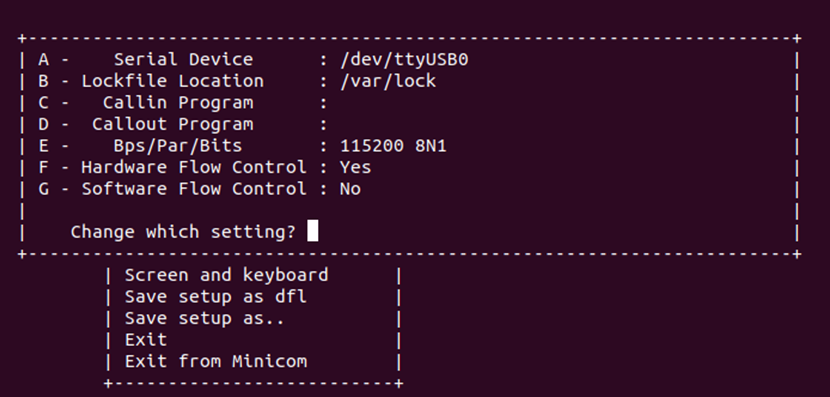 A - Serial Device : /dev/ttyUSB0
B - Lockfile Location : /var/lock
C - Callin Program :
D - Callout Program :
E - Bps/Par/Bits : 115200 8N1
F - Hardware Flow Control : Yes
G - Software Flow Control : No
Change which setting?
Screen and keyboard
Save setup as dfl
Save setup as..
Exit
Exit from Minicom